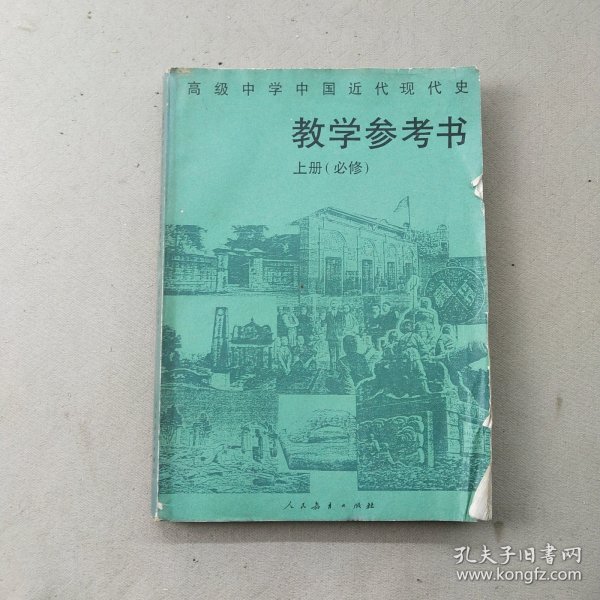 高级中学中国近代现代史
教学参考书
上册(必修)
人民教育出版社
孔夫子旧书网
www.kongfz.com